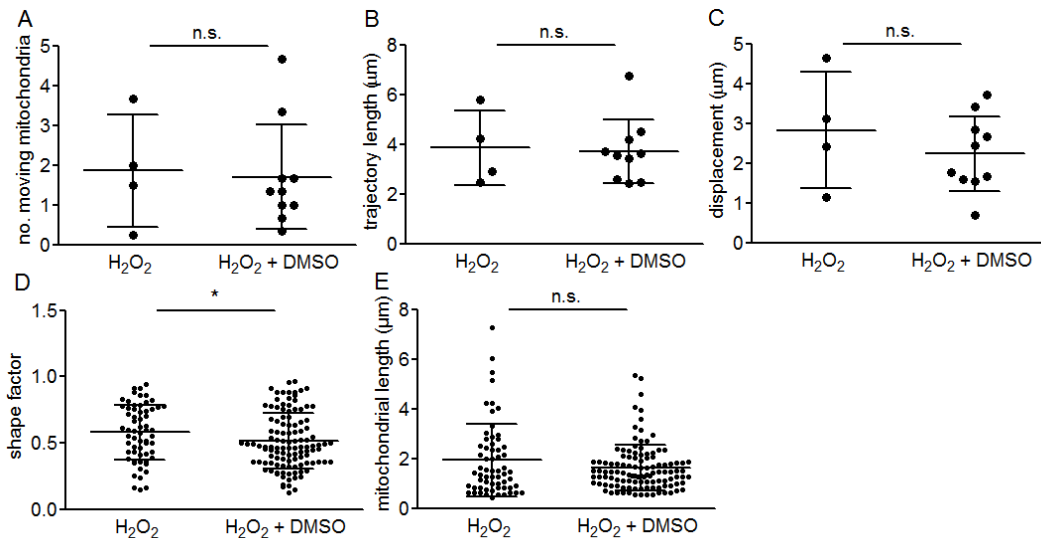 A
n.s.
no. moving mitochondria
5
4
3
2
1
0
H₂O₂
H₂O₂ + DMSO
B
n.s.
trajectory length (µm)
8
6
4
2
0
H₂O₂
H₂O₂ + DMSO
C
n.s.
displacement (µm)
5
4
3
2
1
0
H₂O₂
H₂O₂ + DMSO
D
*
shape factor
1.5
1.0
0.5
0.0
H₂O₂
H₂O₂ + DMSO
E
n.s.
mitochondrial length (µm)
8
6
4
2
0
H₂O₂
H₂O₂ + DMSO